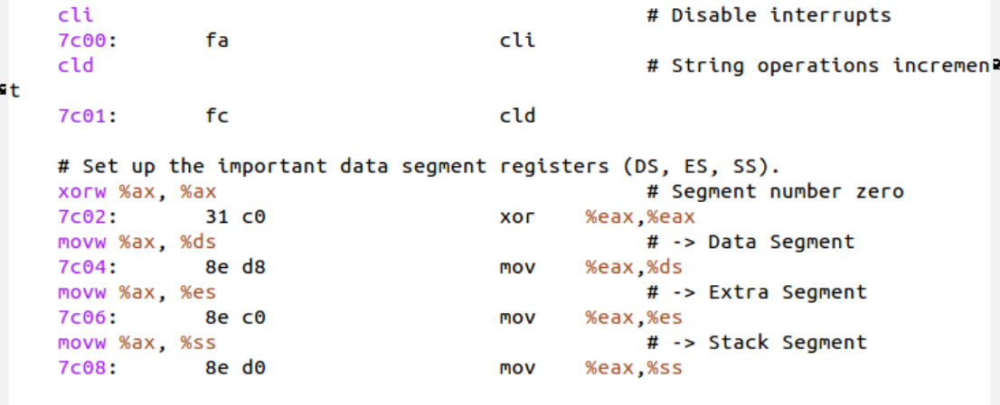 cli # Disable interrupts
7c00: fa cli
cld # String operations incremen
t
7c01: fc cld
# Set up the important data segment registers (DS, ES, SS).
xorw %ax, %ax # Segment number zero
7c02: 31 c0 xor %eax,%eax
movw %ax, %ds # -> Data Segment
7c04: 8e d8 mov %eax,%ds
movw %ax, %es # -> Extra Segment
7c06: 8e c0 mov %eax,%es
movw %ax, %ss # -> Stack Segment
7c08: 8e d0 mov %eax,%ss